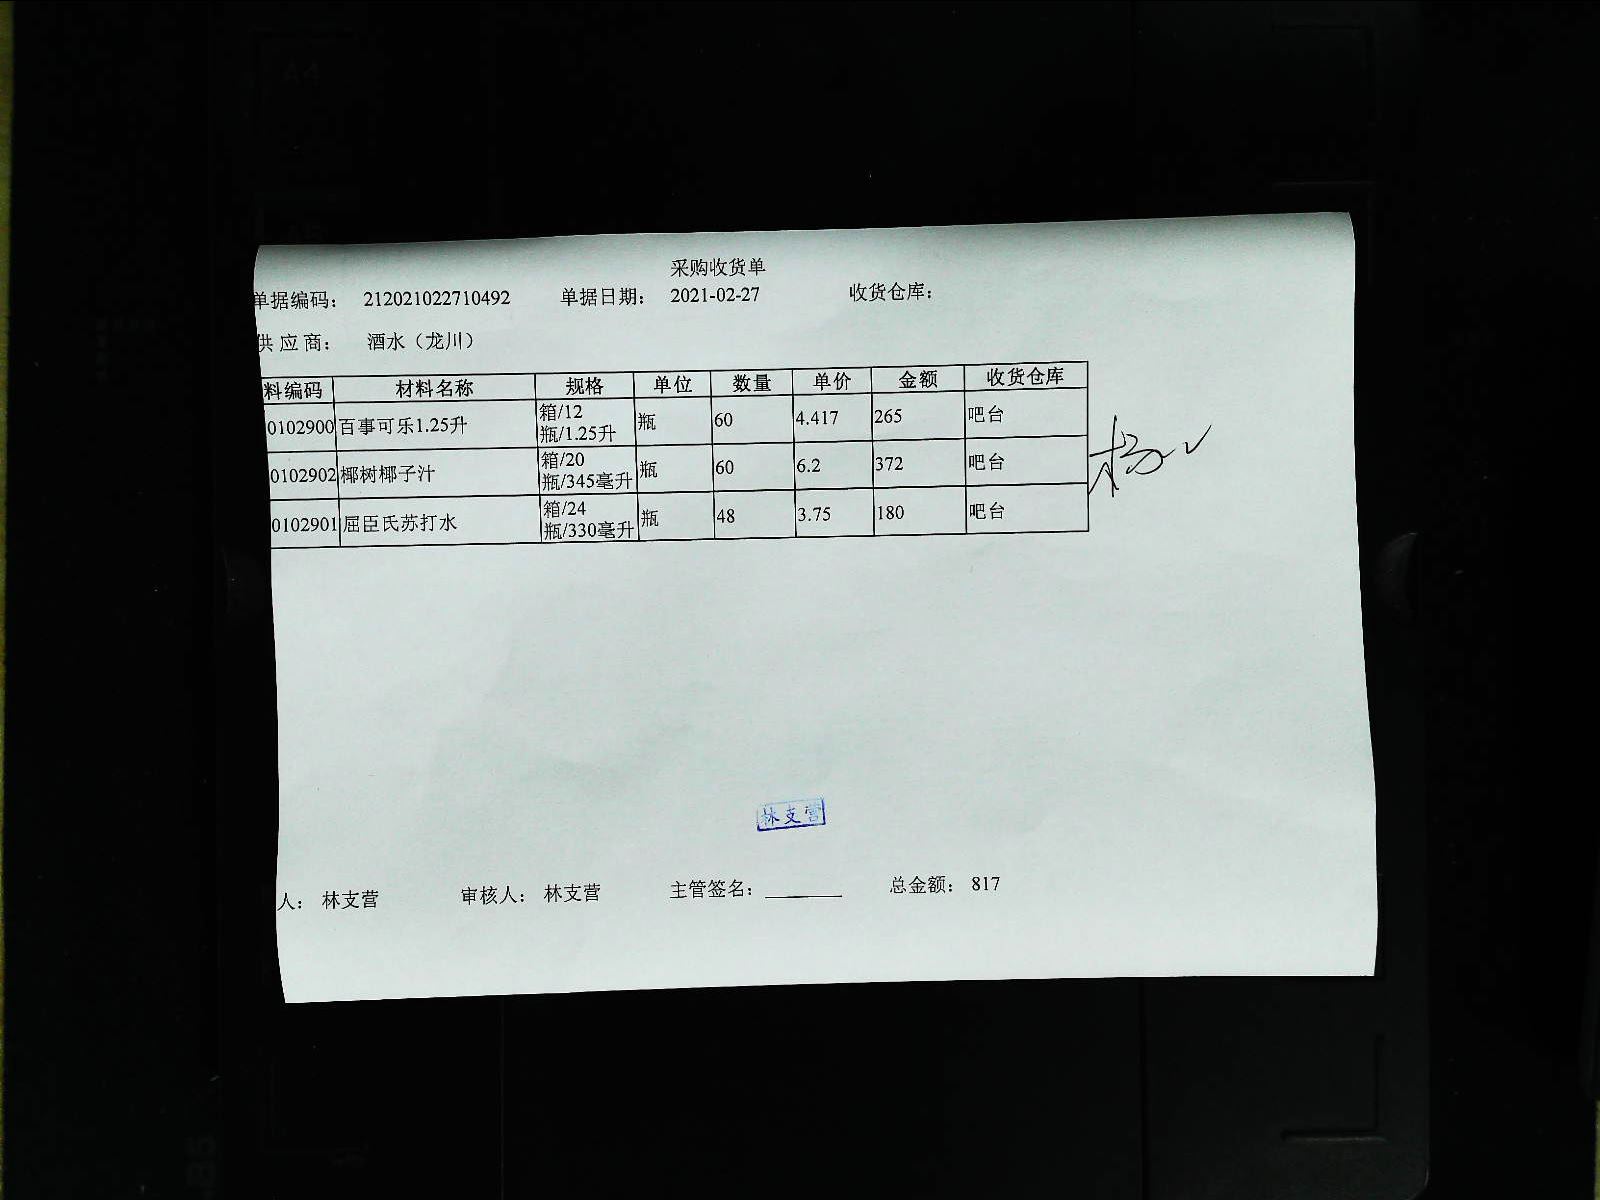 采购收货单
单据编码： 212021022710492 单据日期： 2021-02-27 收货仓库：
供 应 商： 酒水（龙川）
料编码 材料名称 规格 单位 数量 单价 金额 收货仓库
0102900 百事可乐1.25升 箱/12瓶/1.25升 瓶 60 4.417 265 吧台
0102902 椰树椰子汁 箱/20瓶/345毫升 瓶 60 6.2 372 吧台
0102901 屈臣氏苏打水 箱/24瓶/330毫升 瓶 48 3.75 180 吧台
林支营
人： 林支营 审核人： 林支营 主管签名： 总金额： 817